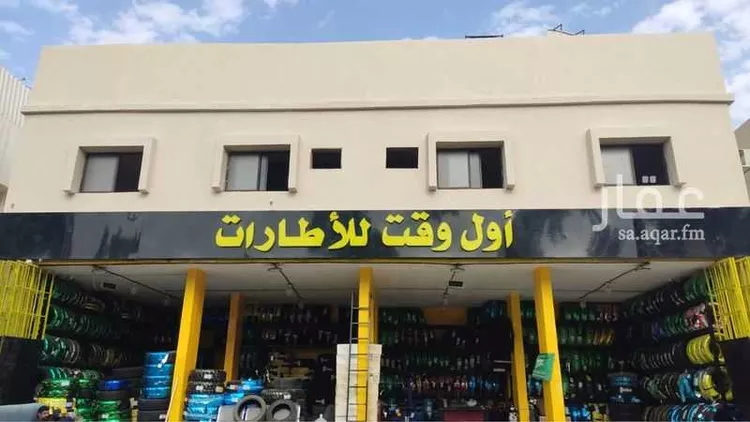 أول وقت للأطارات
عقار
sa.aqar.fm